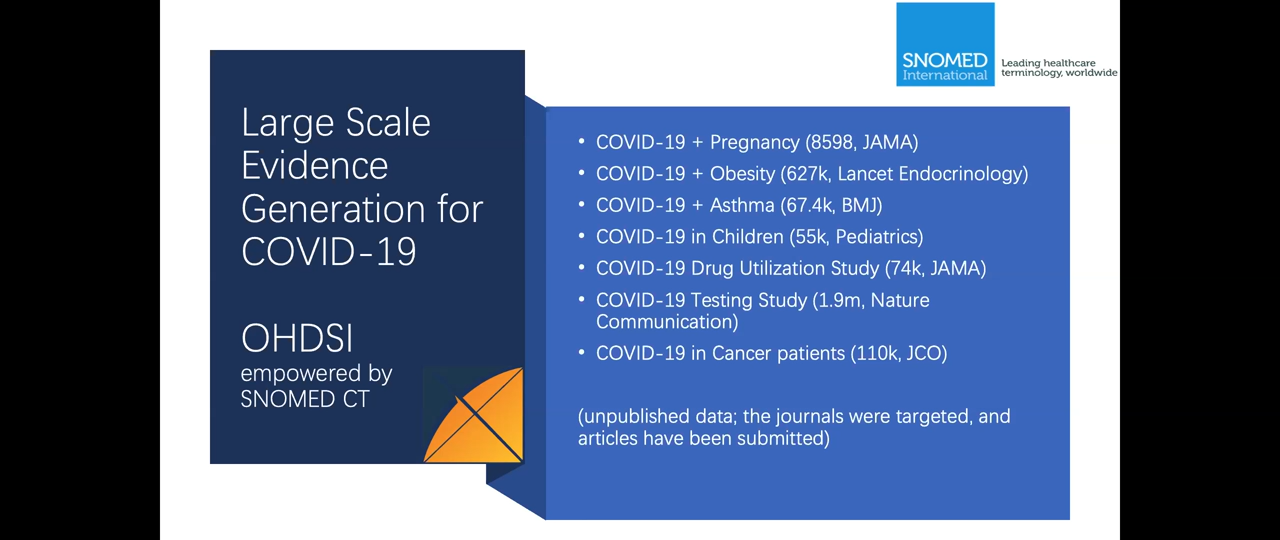 SNOMED
International
Leading healthcare
terminology, worldwide
Large Scale
Evidence
Generation for
COVID-19
OHDSI
empowered by
SNOMED CT
• COVID-19 + Pregnancy (8598, JAMA)
• COVID-19 + Obesity (627k, Lancet Endocrinology)
• COVID-19 + Asthma (67.4k, BMJ)
• COVID-19 in Children (55k, Pediatrics)
• COVID-19 Drug Utilization Study (74k, JAMA)
• COVID-19 Testing Study (1.9m, Nature
Communication)
• COVID-19 in Cancer patients (110k, JCO)
(unpublished data; the journals were targeted, and
articles have been submitted)